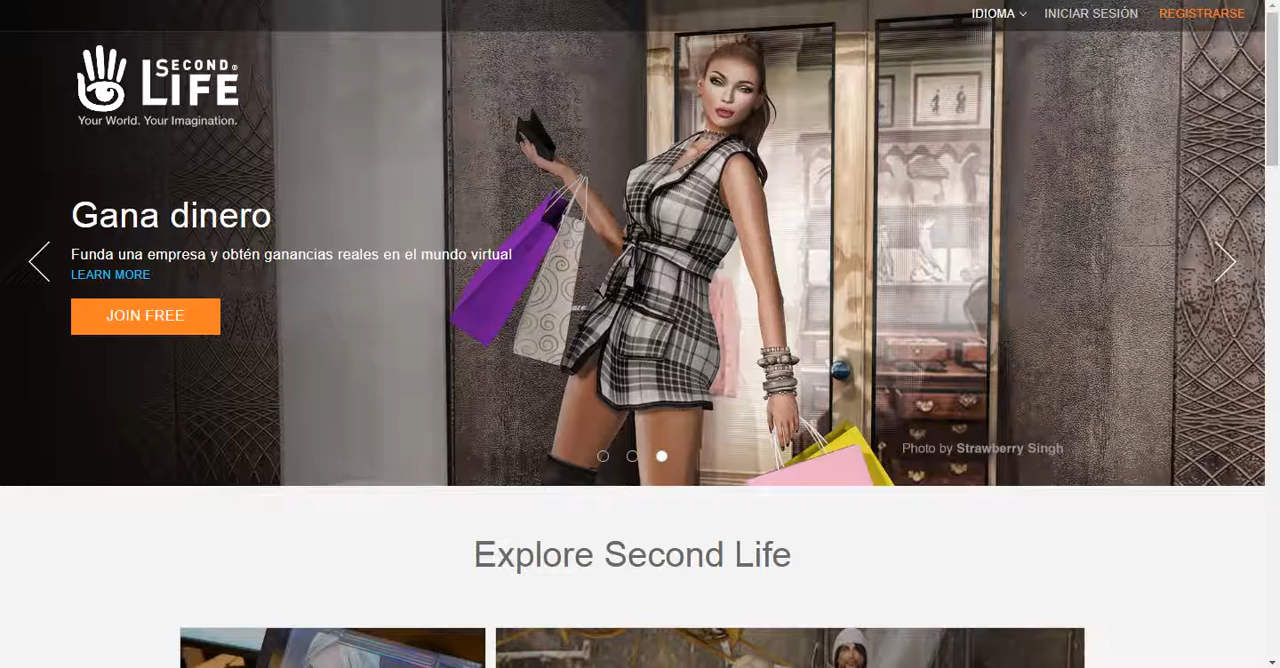 IDIOMA
INICIAR SESIÓN
REGISTRARSE
SECOND®
LIFE
Your World. Your Imagination.
Gana dinero
Funda una empresa y obtén ganancias reales en el mundo virtual
LEARN MORE
JOIN FREE
Photo by Strawberry Singh
Explore Second Life